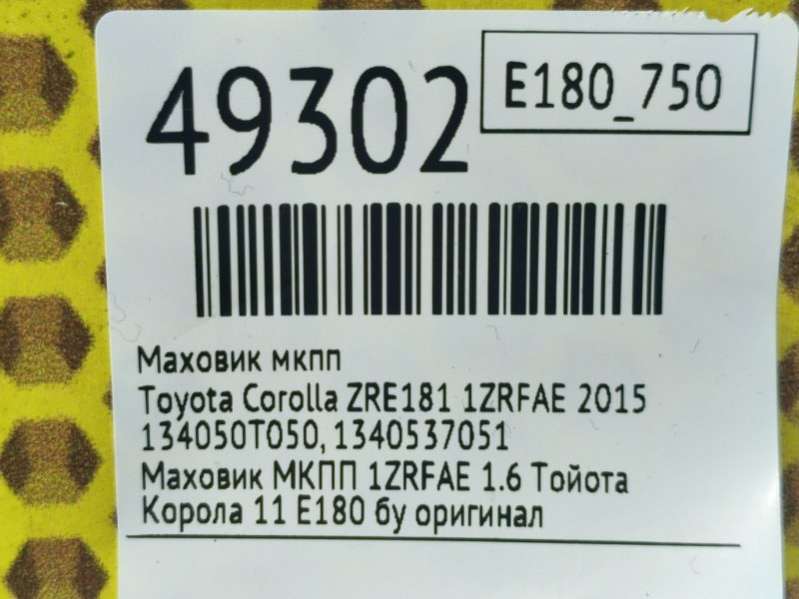 49302
E180_750
Маховик мкпп
Toyota Corolla ZRE181 1ZRFAE 2015
134050T050, 1340537051
Маховик МКПП 1ZRFAE 1.6 Тойота
Корола 11 E180 бу оригинал